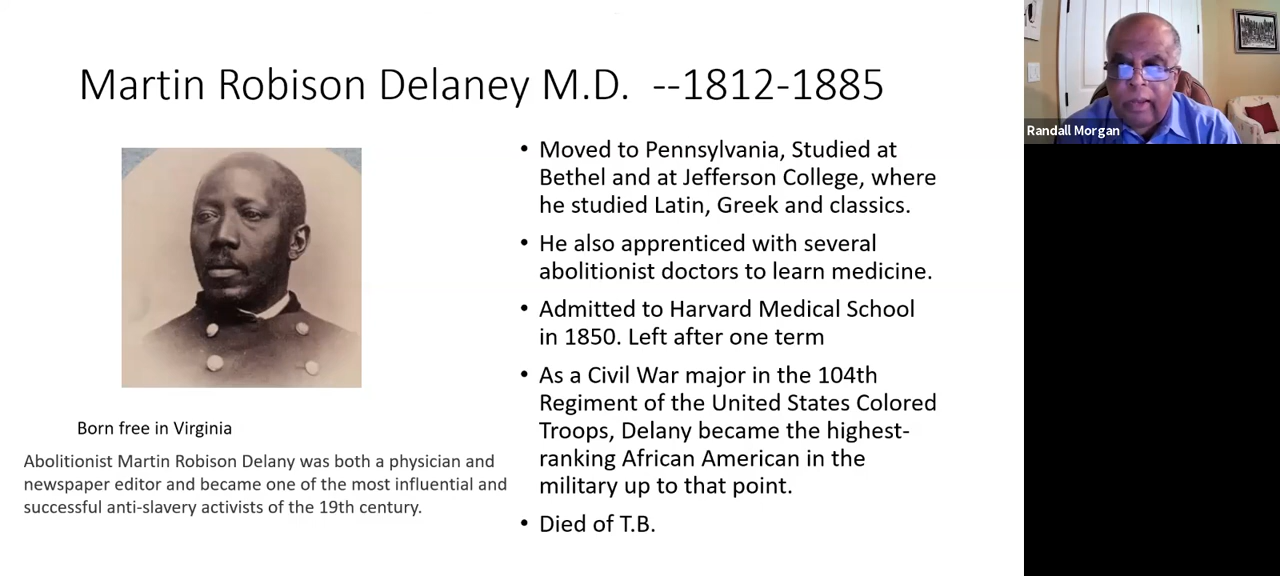 Martin Robison Delaney M.D. --1812-1885
Born free in Virginia
Abolitionist Martin Robison Delany was both a physician and
newspaper editor and became one of the most influential and
successful anti-slavery activists of the 19th century.
• Moved to Pennsylvania, Studied at
Bethel and at Jefferson College, where
he studied Latin, Greek and classics.
• He also apprenticed with several
abolitionist doctors to learn medicine.
• Admitted to Harvard Medical School
in 1850. Left after one term
• As a Civil War major in the 104th
Regiment of the United States Colored
Troops, Delany became the highest-
ranking African American in the
military up to that point.
• Died of T.B.
Randall Morgan